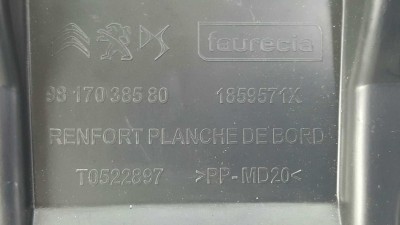 faurecia
98 170 385 80 1859571X
RENFORT PLANCHE DE BORD
T0522897 >PP-MD20<